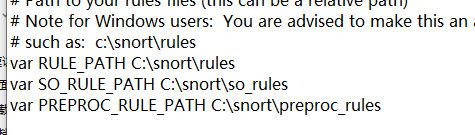 # Path to your rules files (this can be a relative path)
# Note for Windows users:  You are advised to make this an a
# such as:  c:\snort\rules
var RULE_PATH C:\snort\rules
var SO_RULE_PATH C:\snort\so_rules
var PREPROC_RULE_PATH C:\snort\preproc_rules